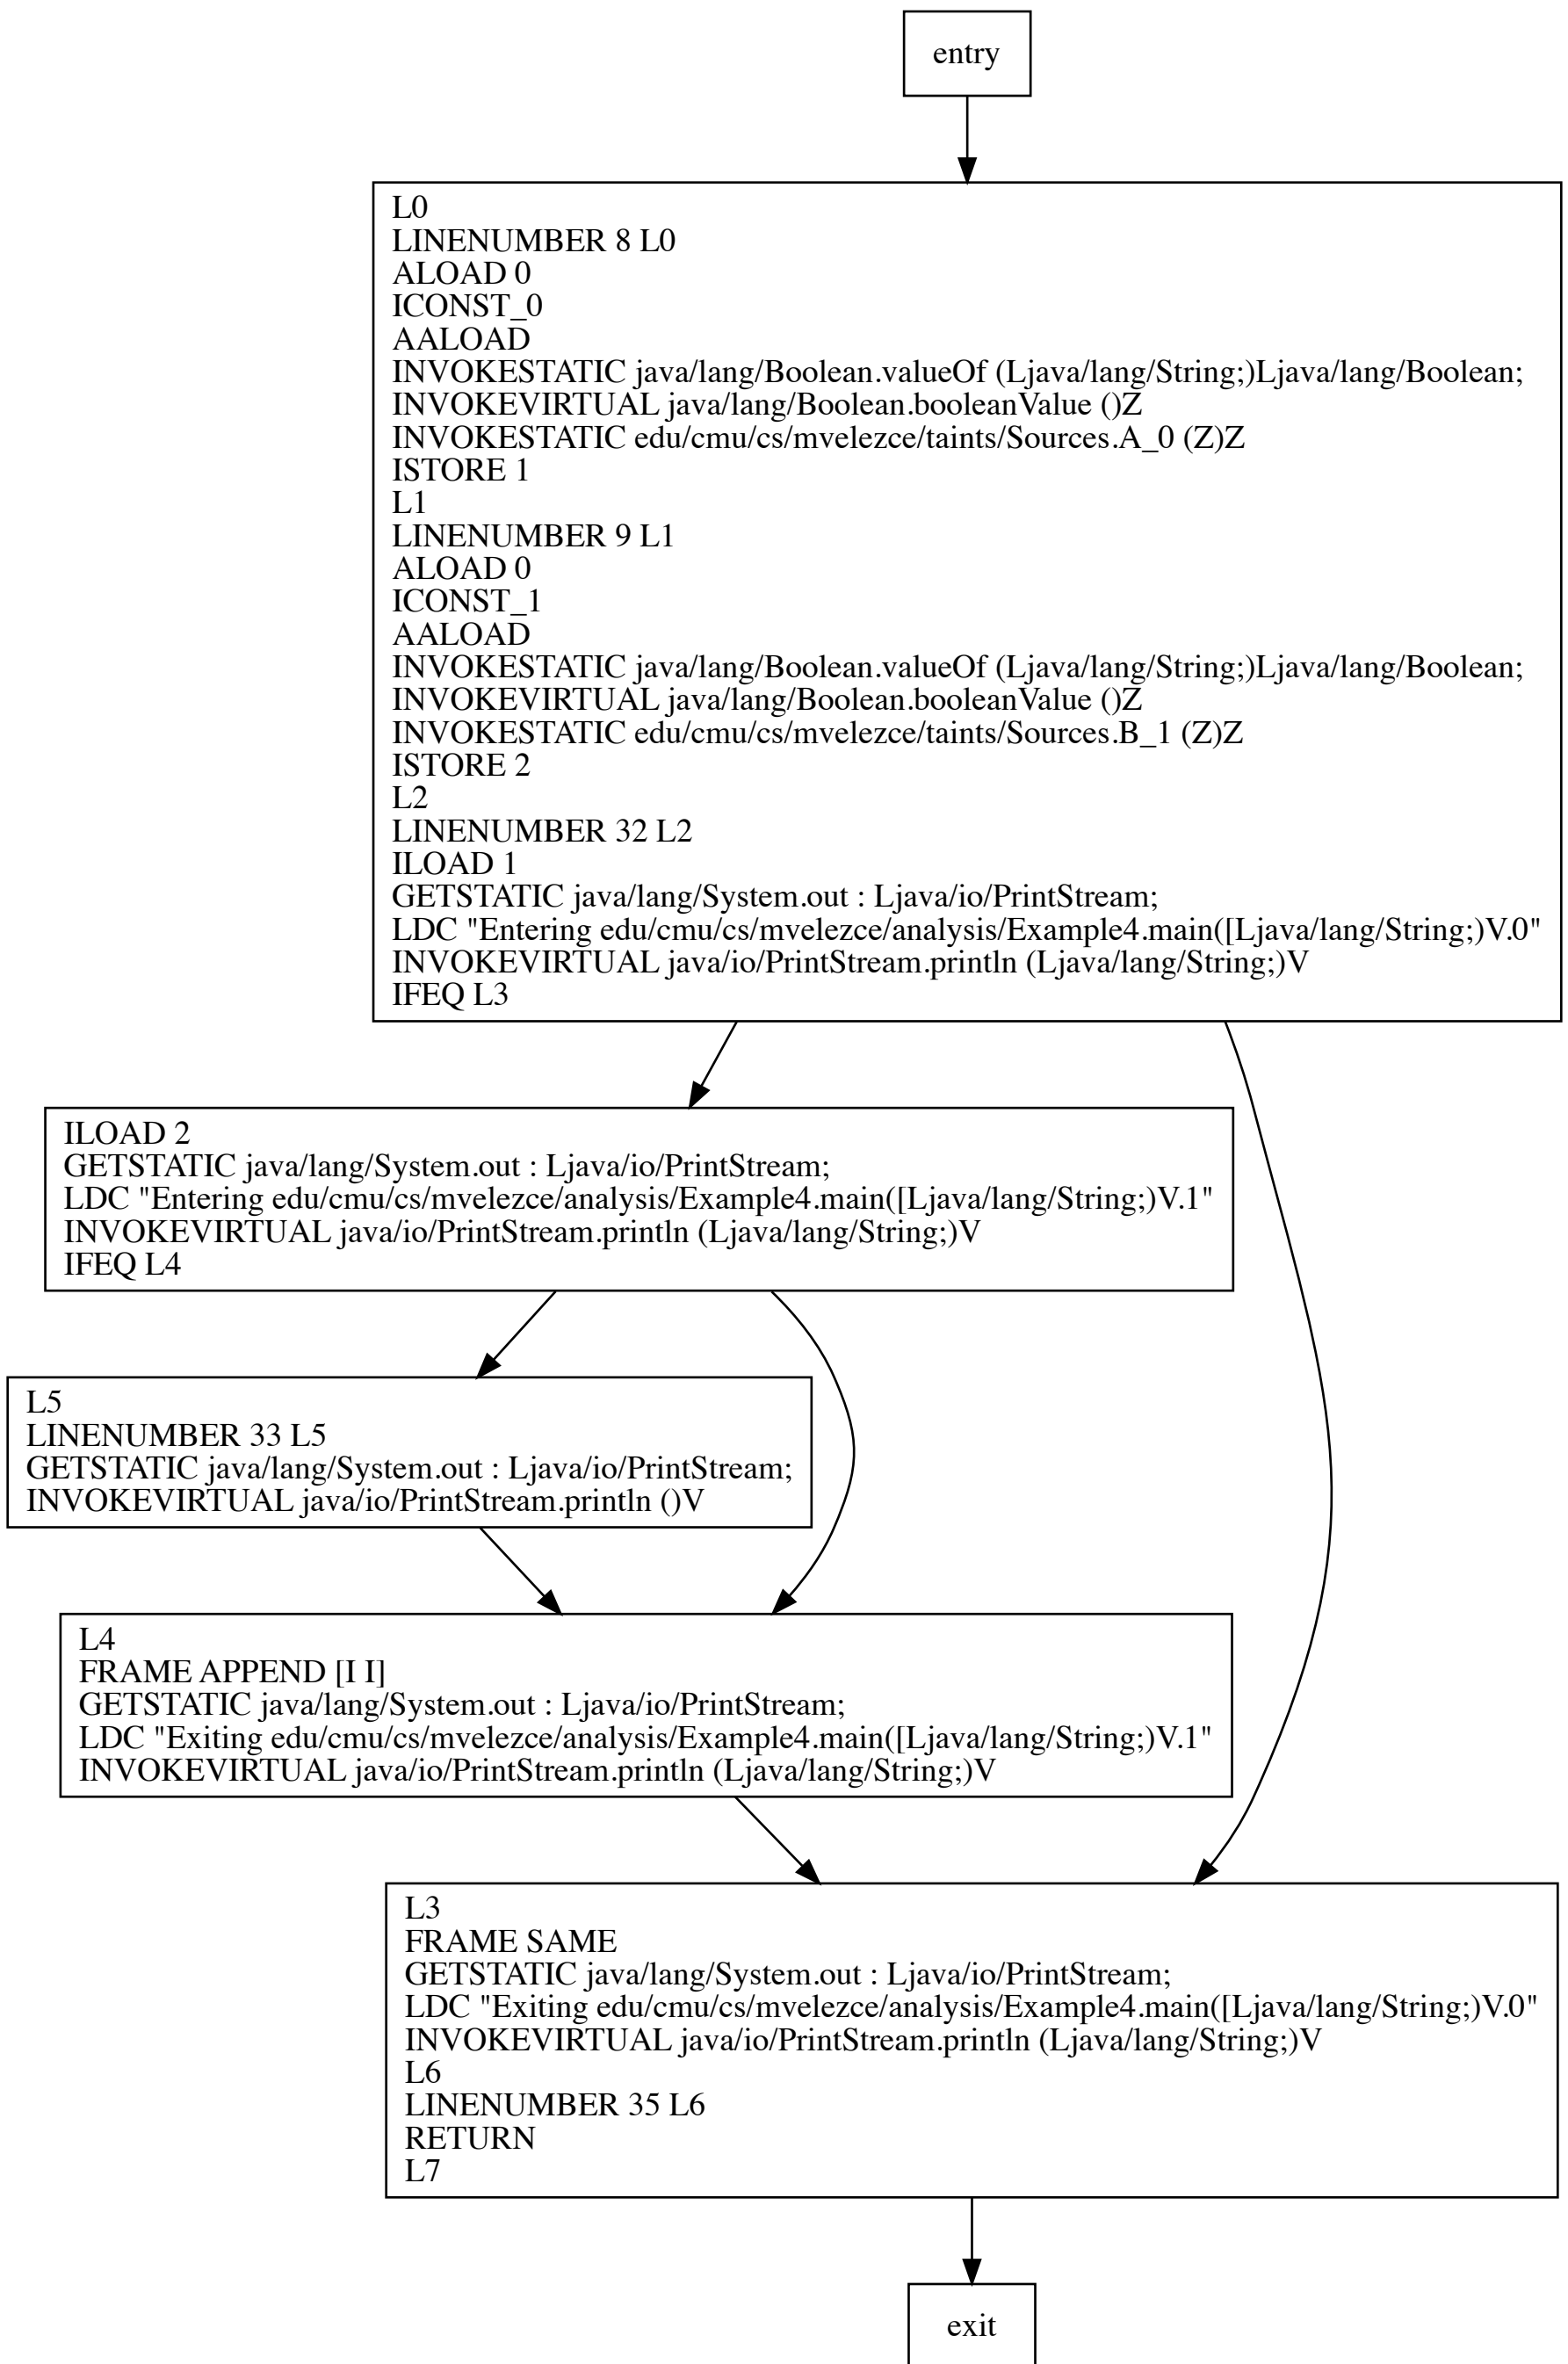 entry
L0
LINENUMBER 8 L0
ALOAD 0
ICONST_0
AALOAD
INVOKESTATIC java/lang/Boolean.valueOf (Ljava/lang/String;)Ljava/lang/Boolean;
INVOKEVIRTUAL java/lang/Boolean.booleanValue ()Z
INVOKESTATIC edu/cmu/cs/mvelezce/taints/Sources.A_0 (Z)Z
ISTORE 1
L1
LINENUMBER 9 L1
ALOAD 0
ICONST_1
AALOAD
INVOKESTATIC java/lang/Boolean.valueOf (Ljava/lang/String;)Ljava/lang/Boolean;
INVOKEVIRTUAL java/lang/Boolean.booleanValue ()Z
INVOKESTATIC edu/cmu/cs/mvelezce/taints/Sources.B_1 (Z)Z
ISTORE 2
L2
LINENUMBER 32 L2
ILOAD 1
GETSTATIC java/lang/System.out : Ljava/io/PrintStream;
LDC "Entering edu/cmu/cs/mvelezce/analysis/Example4.main([Ljava/lang/String;)V.0"
INVOKEVIRTUAL java/io/PrintStream.println (Ljava/lang/String;)V
IFEQ L3
ILOAD 2
GETSTATIC java/lang/System.out : Ljava/io/PrintStream;
LDC "Entering edu/cmu/cs/mvelezce/analysis/Example4.main([Ljava/lang/String;)V.1"
INVOKEVIRTUAL java/io/PrintStream.println (Ljava/lang/String;)V
IFEQ L4
L5
LINENUMBER 33 L5
GETSTATIC java/lang/System.out : Ljava/io/PrintStream;
INVOKEVIRTUAL java/io/PrintStream.println ()V
L4
FRAME APPEND [I I]
GETSTATIC java/lang/System.out : Ljava/io/PrintStream;
LDC "Exiting edu/cmu/cs/mvelezce/analysis/Example4.main([Ljava/lang/String;)V.1"
INVOKEVIRTUAL java/io/PrintStream.println (Ljava/lang/String;)V
L3
FRAME SAME
GETSTATIC java/lang/System.out : Ljava/io/PrintStream;
LDC "Exiting edu/cmu/cs/mvelezce/analysis/Example4.main([Ljava/lang/String;)V.0"
INVOKEVIRTUAL java/io/PrintStream.println (Ljava/lang/String;)V
L6
LINENUMBER 35 L6
RETURN
L7
exit